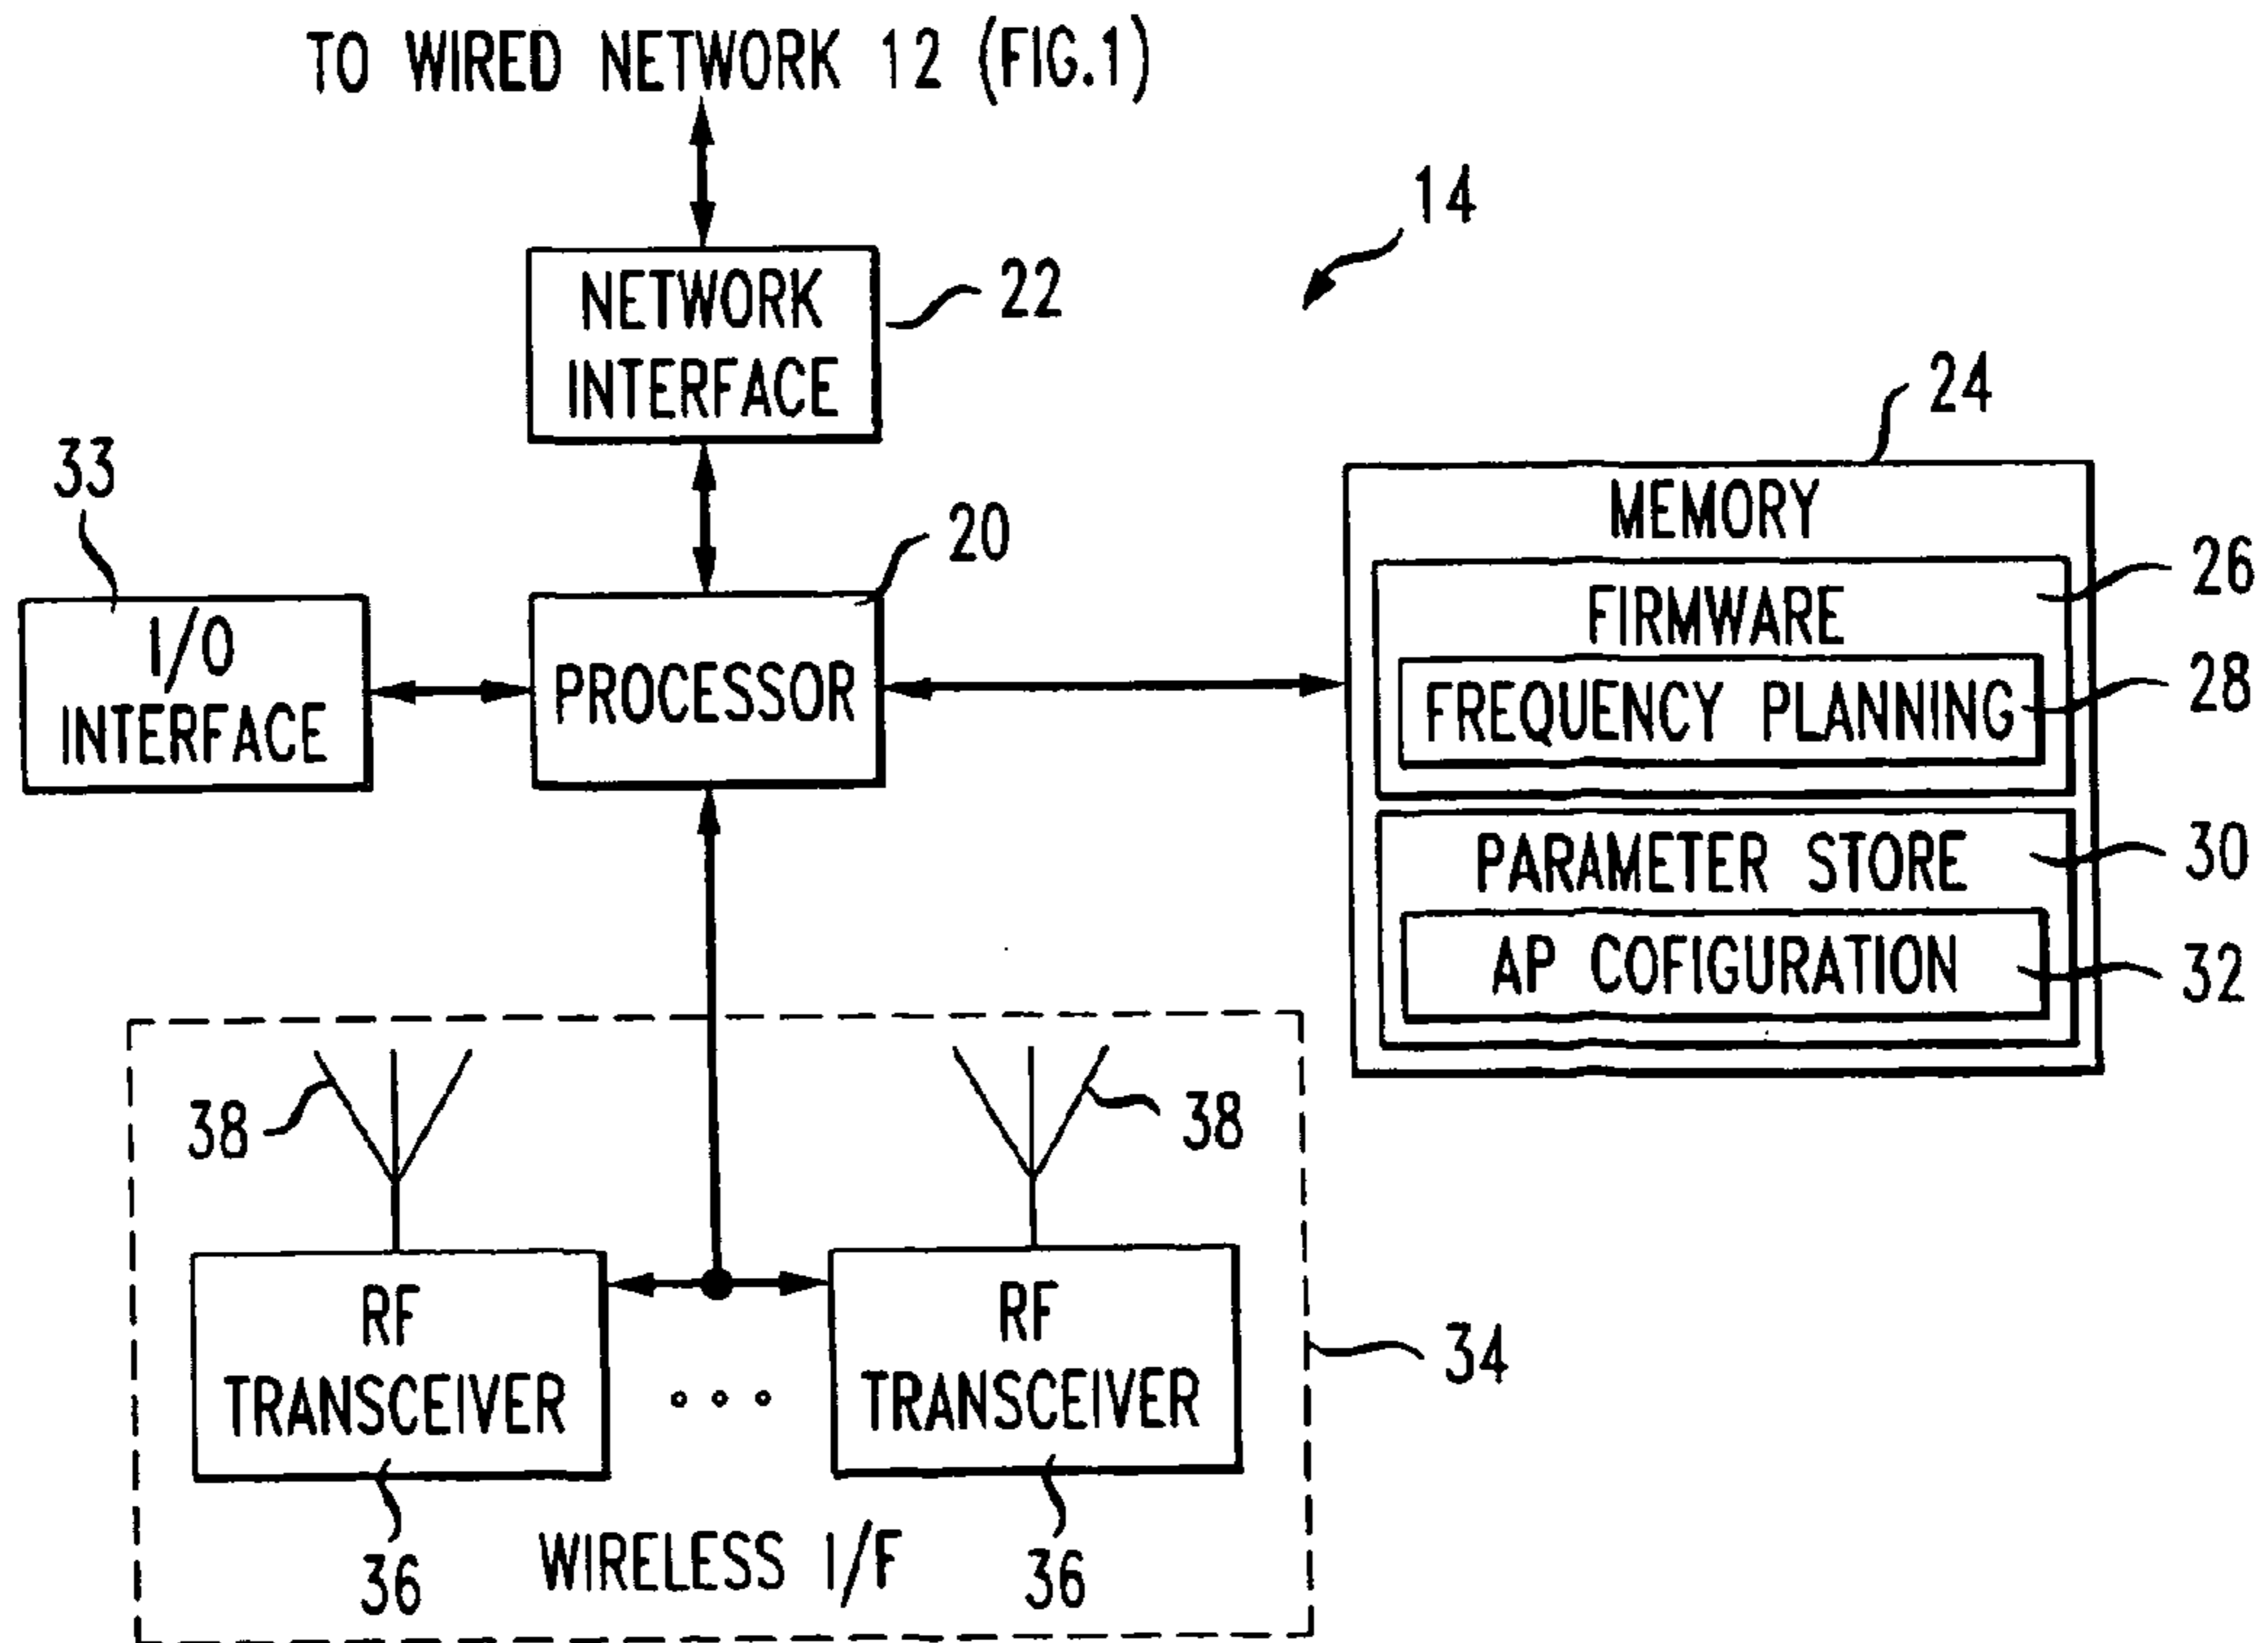 TO WIRED NETWORK 12 (FIG.1)
14
NETWORK
INTERFACE
22
24
33
20
MEMORY
26
FIRMWARE
I/O
INTERFACE
PROCESSOR
28
FREQUENCY PLANNING
30
PARAMETER STORE
AP COFIGURATION
32
38
38
RF
TRANSCEIVER
RF
TRANSCEIVER
34
36
WIRELESS I/F
36